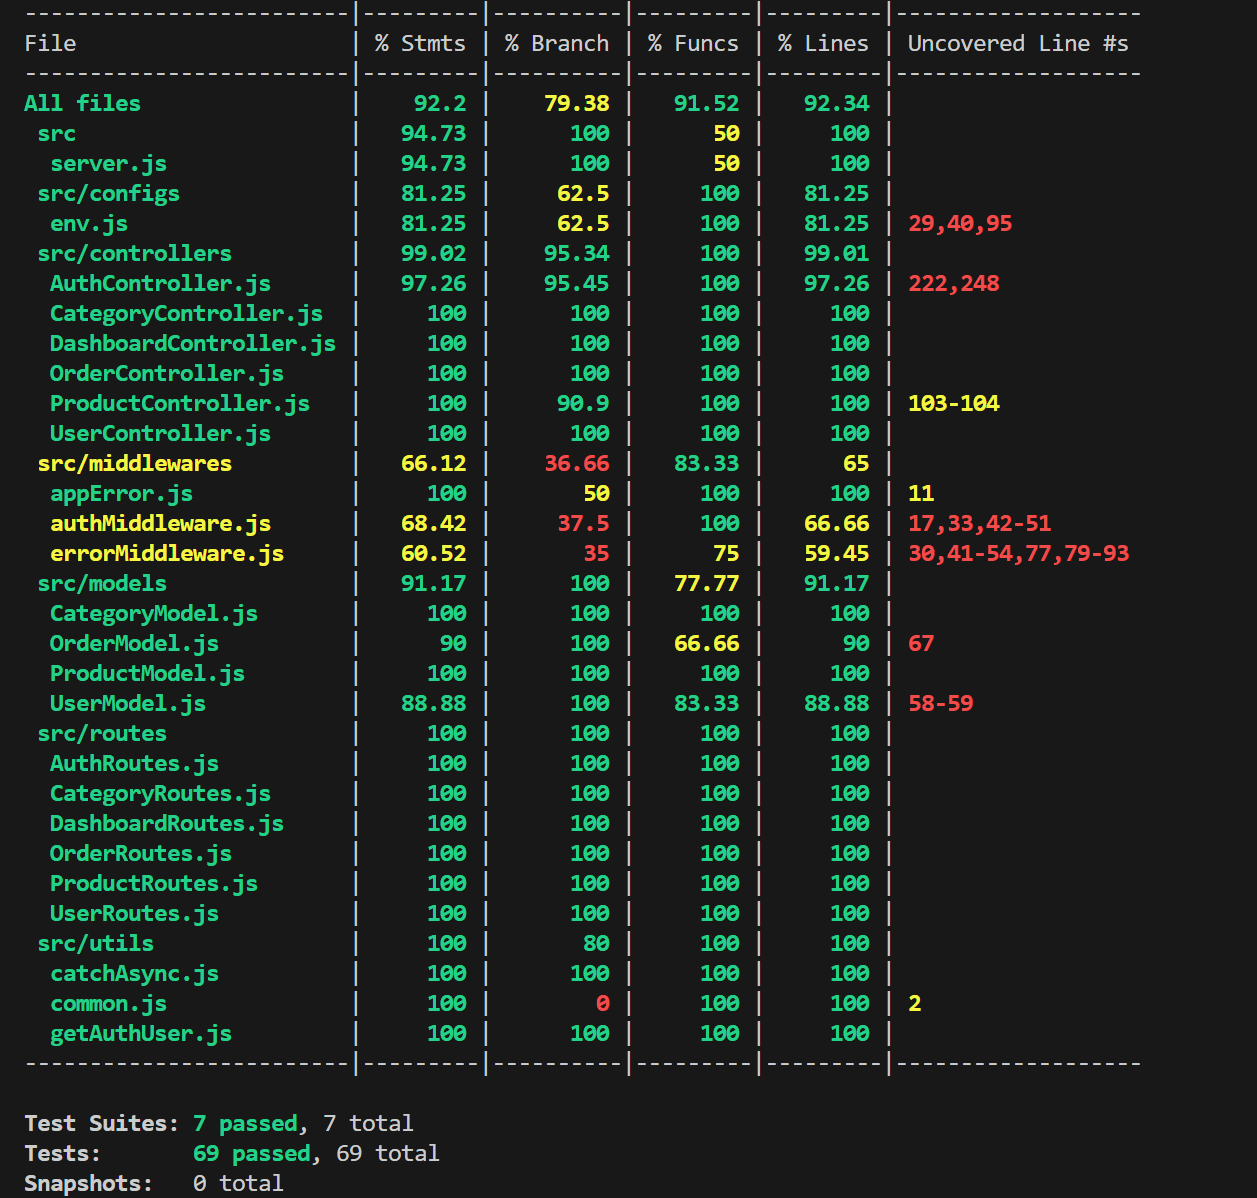 -------------------------|---------|----------|---------|---------|-------------------
File                     | % Stmts | % Branch | % Funcs | % Lines | Uncovered Line #s
-------------------------|---------|----------|---------|---------|-------------------
All files                |    92.2 |    79.38 |   91.52 |   92.34 |
 src                     |   94.73 |      100 |      50 |     100 |
  server.js              |   94.73 |      100 |      50 |     100 |
 src/configs             |   81.25 |     62.5 |     100 |   81.25 |
  env.js                 |   81.25 |     62.5 |     100 |   81.25 | 29,40,95
 src/controllers         |   99.02 |    95.34 |     100 |   99.01 |
  AuthController.js      |   97.26 |    95.45 |     100 |   97.26 | 222,248
  CategoryController.js  |     100 |      100 |     100 |     100 |
  DashboardController.js |     100 |      100 |     100 |     100 |
  OrderController.js     |     100 |      100 |     100 |     100 |
  ProductController.js   |     100 |     90.9 |     100 |     100 | 103-104
  UserController.js      |     100 |      100 |     100 |     100 |
 src/middlewares         |   66.12 |    36.66 |   83.33 |      65 |
  appError.js            |     100 |       50 |     100 |     100 | 11
  authMiddleware.js      |   68.42 |     37.5 |     100 |   66.66 | 17,33,42-51
  errorMiddleware.js     |   60.52 |       35 |      75 |   59.45 | 30,41-54,77,79-93
 src/models              |   91.17 |      100 |   77.77 |   91.17 |
  CategoryModel.js       |     100 |      100 |     100 |     100 |
  OrderModel.js          |      90 |      100 |   66.66 |      90 | 67
  ProductModel.js        |     100 |      100 |     100 |     100 |
  UserModel.js           |   88.88 |      100 |   83.33 |   88.88 | 58-59
 src/routes              |     100 |      100 |     100 |     100 |
  AuthRoutes.js          |     100 |      100 |     100 |     100 |
  CategoryRoutes.js      |     100 |      100 |     100 |     100 |
  DashboardRoutes.js     |     100 |      100 |     100 |     100 |
  OrderRoutes.js         |     100 |      100 |     100 |     100 |
  ProductRoutes.js       |     100 |      100 |     100 |     100 |
  UserRoutes.js          |     100 |      100 |     100 |     100 |
 src/utils               |     100 |       80 |     100 |     100 |
  catchAsync.js          |     100 |      100 |     100 |     100 |
  common.js              |     100 |        0 |     100 |     100 | 2
  getAuthUser.js         |     100 |      100 |     100 |     100 |
-------------------------|---------|----------|---------|---------|-------------------
Test Suites: 7 passed, 7 total
Tests:       69 passed, 69 total
Snapshots:   0 total